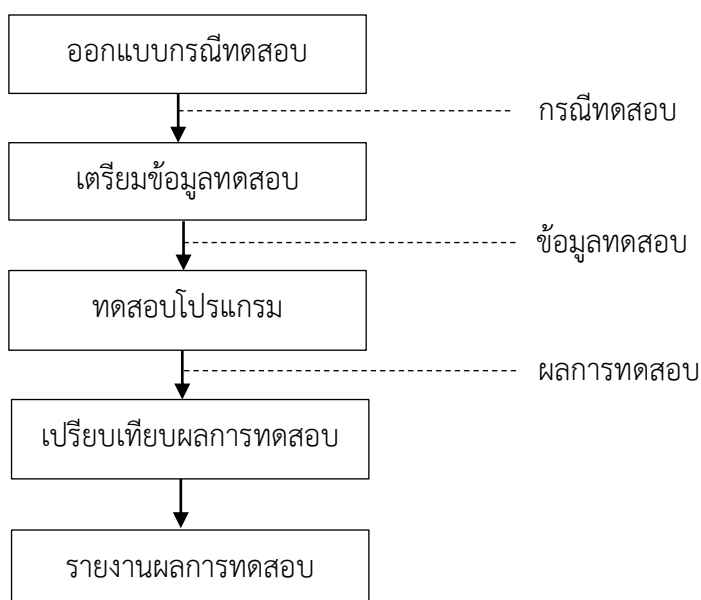 ออกแบบกรณีทดสอบ
กรณีทดสอบ
เตรียมข้อมูลทดสอบ
ข้อมูลทดสอบ
ทดสอบโปรแกรม
ผลการทดสอบ
เปรียบเทียบผลการทดสอบ
รายงานผลการทดสอบ